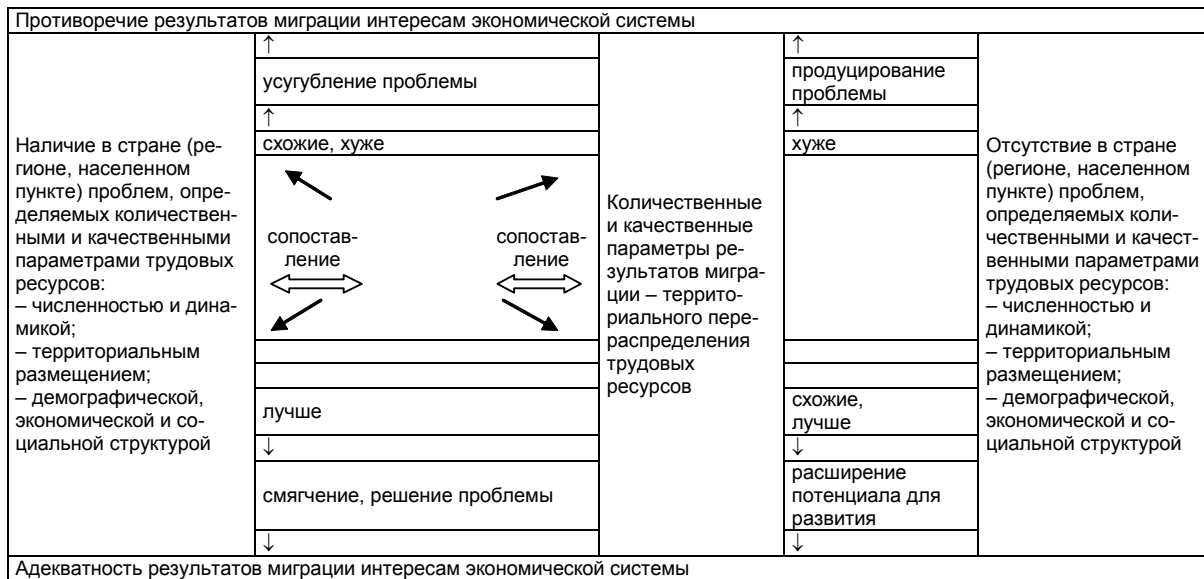 Противоречие результатов миграции интересам экономической системы
Наличие в стране (ре-
гионе, населенном
пункте) проблем, опре-
деляемых количествен-
ными и качественными
параметрами трудовых
ресурсов:
– численностью и дина-
микой;
– территориальным
размещением;
– демографической,
экономической и со-
циальной структурой
↑
усугубление проблемы
↑
схожие, хуже
сопостав-
ление
сопостав-
ление
лучше
↓
смягчение, решение проблемы
↓
Количественные
и качественные
параметры ре-
зультатов мигра-
ции – террито-
риального пере-
распределения
трудовых
ресурсов
↑
продуцирование
проблемы
↑
хуже
схожие,
лучше
↓
расширение
потенциала для
развития
↓
Отсутствие в стране
(регионе, населенном
пункте) проблем,
определяемых коли-
чественными и качест-
венными параметрами
трудовых ресурсов:
– численностью и
динамикой;
– территориальным
размещением;
– демографической,
экономической и со-
циальной структурой
Адекватность результатов миграции интересам экономической системы